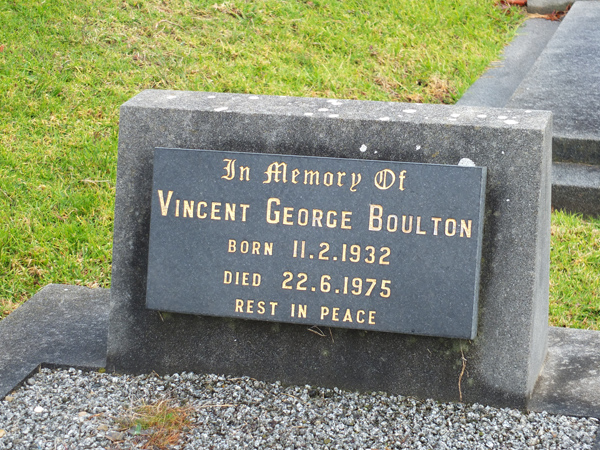 In Memory Of
VINCENT GEORGE BOULTON
BORN 11.2.1932
DIED 22.6.1975
REST IN PEACE